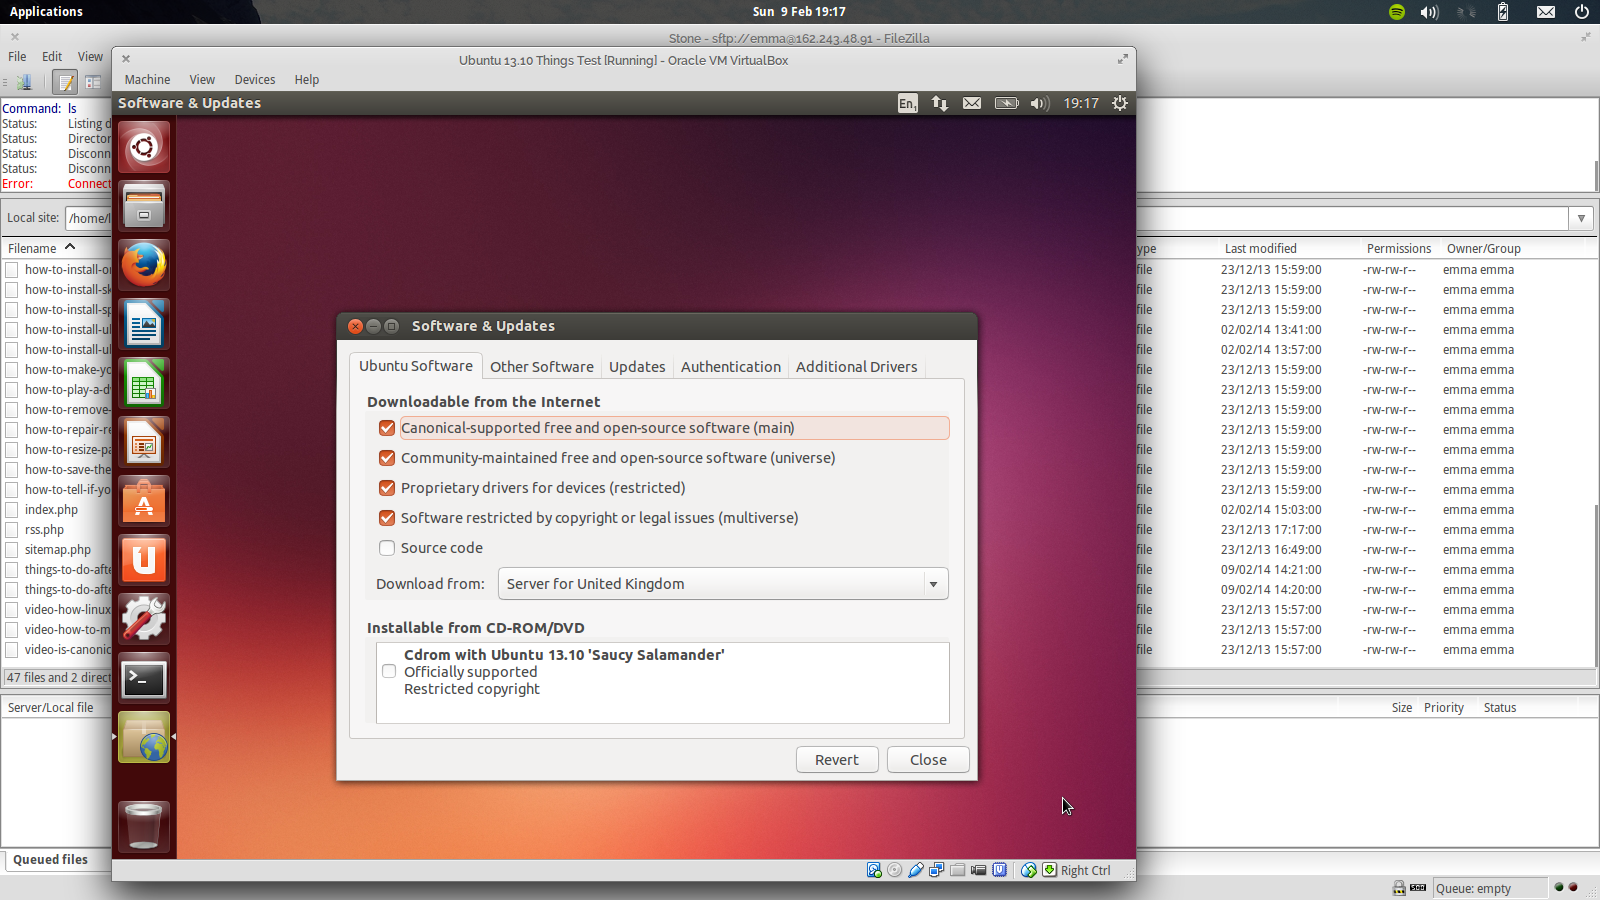 Applications
Sun 9 Feb 19:17
Stone - sftp://emma@162.243.48.91 - FileZilla
File Edit View
Ubuntu 13.10 Things Test [Running] - Oracle VM VirtualBox
Machine View Devices Help
Software & Updates
En1 19:17
Command: ls
Status: Listing d
Status: Director
Status: Disconn
Status: Disconn
Error: Connect
Local site: /home/l
Filename
how-to-install-or
how-to-install-sk
how-to-install-sp
how-to-install-ul
how-to-install-ul
how-to-make-yo
how-to-play-a-d
how-to-remove-
how-to-repair-re
how-to-resize-pa
how-to-save-the
how-to-tell-if-yo
index.php
rss.php
sitemap.php
things-to-do-afte
things-to-do-afte
video-how-linux
video-how-to-m
video-is-canonic
47 files and 2 direct
Server/Local file
Queued files
Software & Updates
Ubuntu Software Other Software Updates Authentication Additional Drivers
Downloadable from the Internet
Canonical-supported free and open-source software (main)
Community-maintained free and open-source software (universe)
Proprietary drivers for devices (restricted)
Software restricted by copyright or legal issues (multiverse)
Source code
Download from: Server for United Kingdom
Installable from CD-ROM/DVD
Cdrom with Ubuntu 13.10 'Saucy Salamander'
Officially supported
Restricted copyright
Revert Close
Right Ctrl
ype Last modified Permissions Owner/Group
file 23/12/13 15:59:00 -rw-rw-r-- emma emma
file 23/12/13 15:59:00 -rw-rw-r-- emma emma
file 23/12/13 15:59:00 -rw-rw-r-- emma emma
file 02/02/14 13:41:00 -rw-rw-r-- emma emma
file 02/02/14 13:57:00 -rw-rw-r-- emma emma
file 23/12/13 15:59:00 -rw-rw-r-- emma emma
file 23/12/13 15:59:00 -rw-rw-r-- emma emma
file 23/12/13 15:59:00 -rw-rw-r-- emma emma
file 23/12/13 15:59:00 -rw-rw-r-- emma emma
file 23/12/13 15:59:00 -rw-rw-r-- emma emma
file 23/12/13 15:59:00 -rw-rw-r-- emma emma
file 23/12/13 15:59:00 -rw-rw-r-- emma emma
file 02/02/14 15:03:00 -rw-rw-r-- emma emma
file 23/12/13 17:17:00 -rw-rw-r-- emma emma
file 23/12/13 16:49:00 -rw-rw-r-- emma emma
file 09/02/14 14:21:00 -rw-rw-r-- emma emma
file 09/02/14 14:20:00 -rw-rw-r-- emma emma
file 23/12/13 15:57:00 -rw-rw-r-- emma emma
file 23/12/13 15:57:00 -rw-rw-r-- emma emma
file 23/12/13 15:57:00 -rw-rw-r-- emma emma
Size Priority Status
Queue: empty